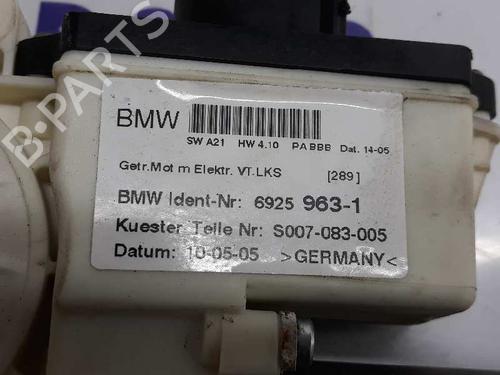 BMW
SW A21 HW 4.10 PA BBB Dat. 14-05
Getr.Mot m Elektr. VT.LKS [289]
BMW Ident-Nr: 6925 963-1
Kuester Teile Nr: S007-083-005
Datum: 10-05-05 >GERMANY<
B-PARTS